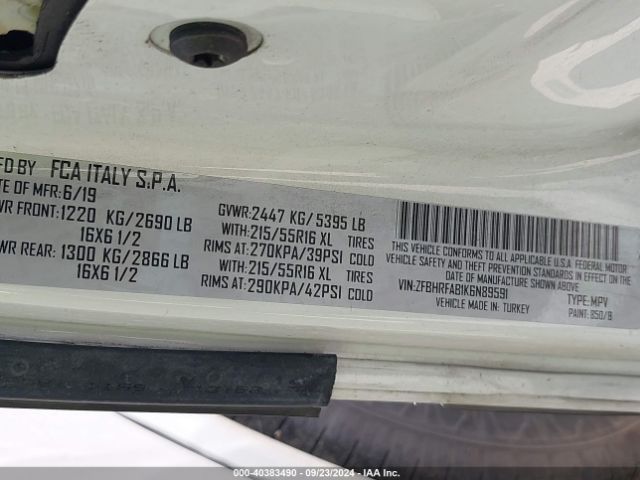 MFD BY FCA ITALY S.P.A.
DATE OF MFR: 6/19 GVWR: 2447 KG/ 5395 LB
WR FRONT: 1220 KG/2690 LB WITH: 215/55R16 XL TIRES
16X6 1/2 RIMS AT: 270KPA/39PSI COLD
WR REAR: 1300 KG/2866 LB WITH: 215/55R16 XL TIRES
16X6 1/2 RIMS AT: 290KPA/42PSI COLD
THIS VEHICLE CONFORMS TO ALL APPLICABLE U.S.A. FEDERAL MOTOR
VEHICLE SAFETY, BUMPER, AND THEFT PREVENTION STANDARDS IN EFFECT ON THE
DATE OF MANUFACTURE SHOWN ABOVE
VIN: ZFBHRFAB1K6N89591 TYPE: MPV
VEHICLE MADE IN: TURKEY PAINT: 850/B
000-40383490 - 09/23/2024 - IAA Inc.